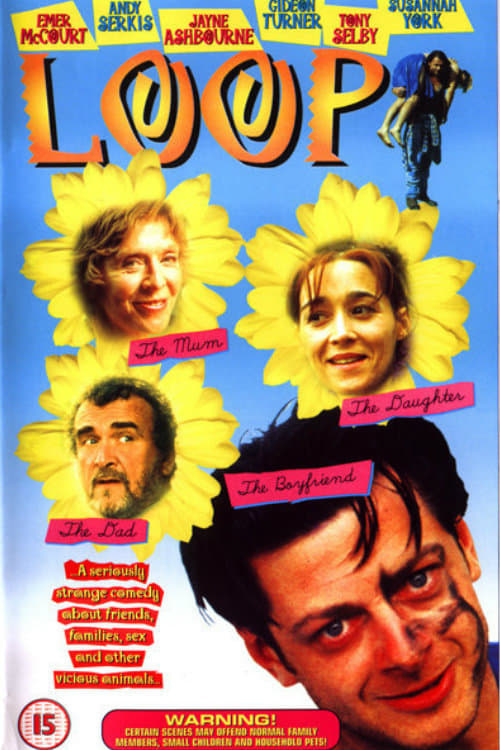 EMER McCOURT
ANDY SERKIS
JAYNE ASHBOURNE
GIDEON TURNER
TONY SELBY
SUSANNAH YORK
LOOP
The Mum
The Daughter
The Boyfriend
The Dad
...A seriously
strange comedy
about friends,
families, sex
and other
vicious animals...
15
WARNING!
CERTAIN SCENES MAY OFFEND NORMAL FAMILY
MEMBERS, SMALL CHILDREN AND HOUSEHOLD PETS!